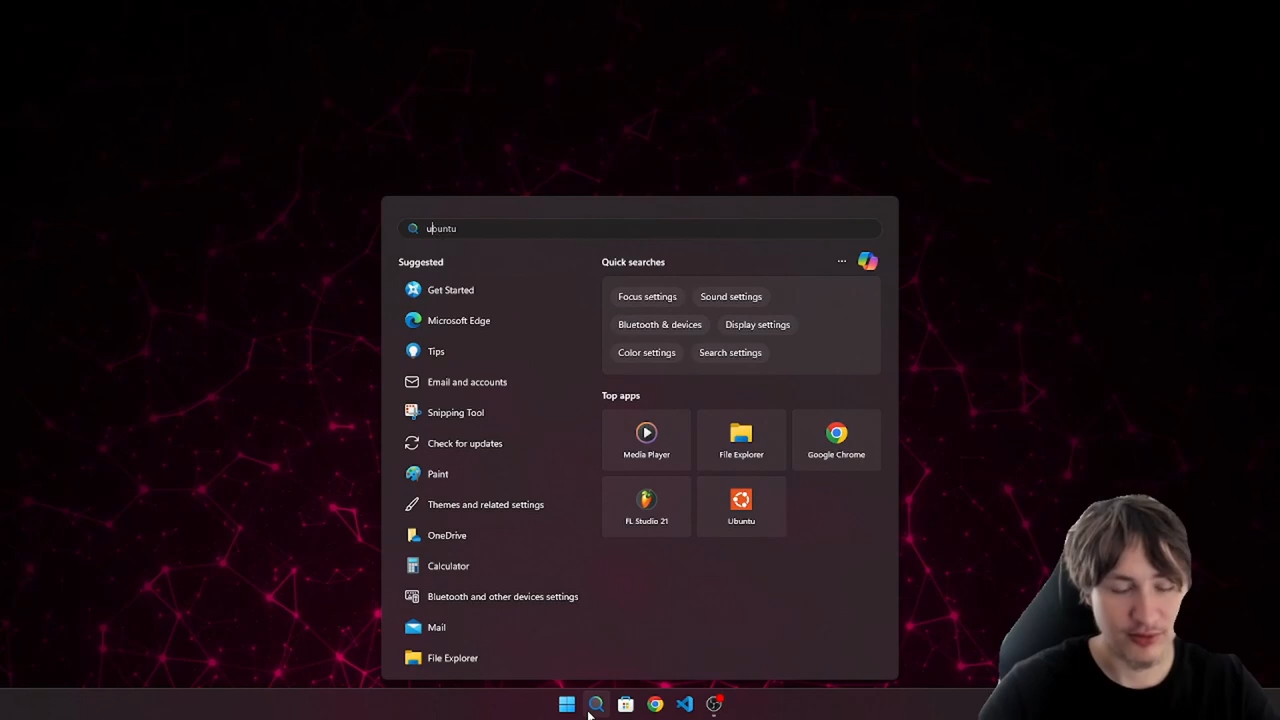 ubuntu
Suggested
Get Started
Microsoft Edge
Tips
Email and accounts
Snipping Tool
Check for updates
Paint
Themes and related settings
OneDrive
Calculator
Bluetooth and other devices settings
Mail
File Explorer
Quick searches
Focus settings
Sound settings
Bluetooth & devices
Display settings
Color settings
Search settings
Top apps
Media Player
File Explorer
Google Chrome
FL Studio 21
Ubuntu